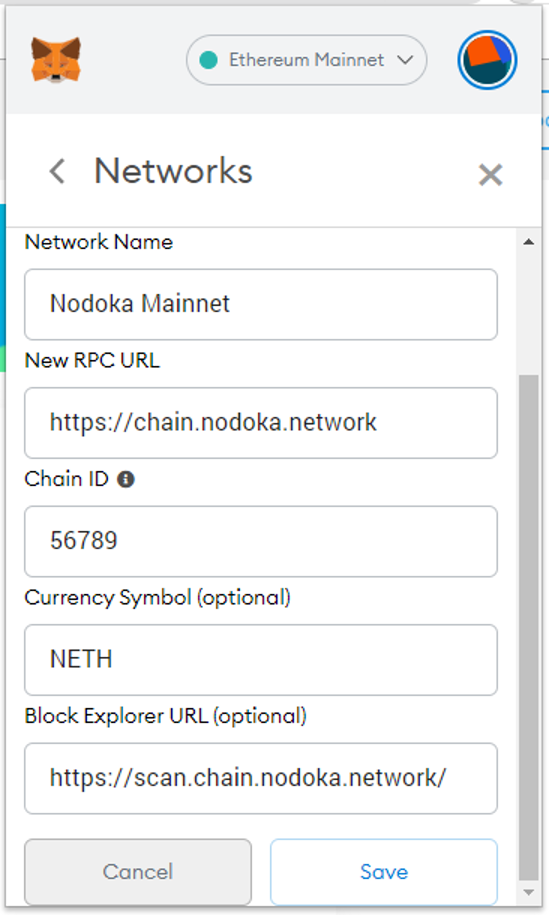 Ethereum Mainnet
Networks
Network Name
Nodoka Mainnet
New RPC URL
https://chain.nodoka.network
Chain ID
56789
Currency Symbol (optional)
NETH
Block Explorer URL (optional)
https://scan.chain.nodoka.network/
Cancel Save